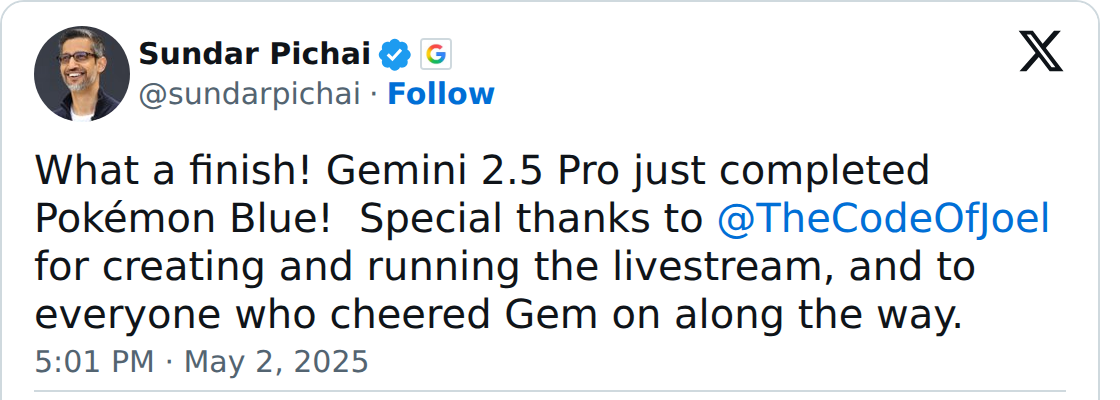 Sundar Pichai
@sundarpichai · Follow
What a finish! Gemini 2.5 Pro just completed
Pokémon Blue!  Special thanks to @TheCodeOfJoel
for creating and running the livestream, and to
everyone who cheered Gem on along the way.
5:01 PM · May 2, 2025